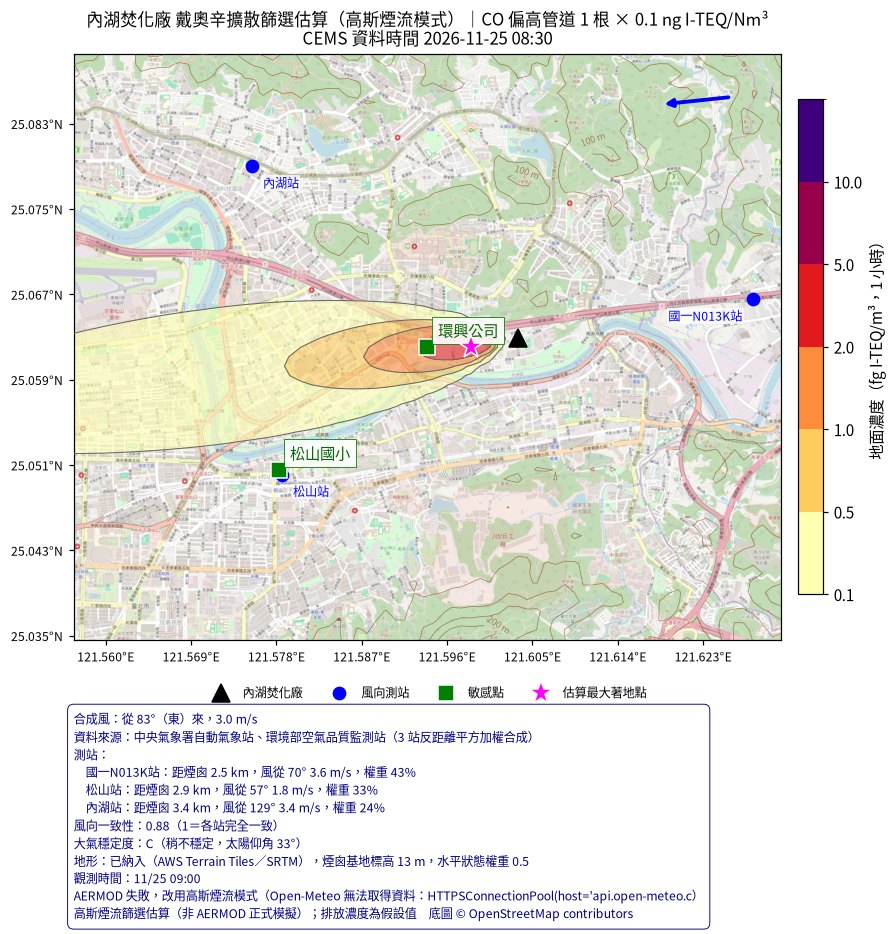 內湖焚化廠 戴奧辛擴散篩選估算（高斯煙流模式）｜CO 偏高管道 1 根 × 0.1 ng I-TEQ/Nm³
CEMS 資料時間 2026-11-25 08:30
25.083°N
25.075°N
25.067°N
25.059°N
25.051°N
25.043°N
25.035°N
內湖站
國一N013K站
環興公司
松山國小
松山站
100 m
100 m
200 m
臺北市
121.560°E
121.569°E
121.578°E
121.587°E
121.596°E
121.605°E
121.614°E
121.623°E
10.0
5.0
2.0
1.0
0.5
0.1
地面濃度（fg I-TEQ/m³，1 小時）
內湖焚化廠
風向測站
敏感點
估算最大著地點
合成風：從 83°（東）來，3.0 m/s
資料來源：中央氣象署自動氣象站、環境部空氣品質監測站（3 站反距離平方加權合成）
測站：
國一N013K站：距煙囪 2.5 km，風從 70° 3.6 m/s，權重 43%
松山站：距煙囪 2.9 km，風從 57° 1.8 m/s，權重 33%
內湖站：距煙囪 3.4 km，風從 129° 3.4 m/s，權重 24%
風向一致性：0.88（1＝各站完全一致）
大氣穩定度：C（稍不穩定，太陽仰角 33°）
地形：已納入（AWS Terrain Tiles／SRTM），煙囪基地標高 13 m，水平狀態權重 0.5
觀測時間：11/25 09:00
AERMOD 失敗，改用高斯煙流模式（Open-Meteo 無法取得資料：HTTPSConnectionPool(host='api.open-meteo.c）
高斯煙流篩選估算（非 AERMOD 正式模擬）；排放濃度為假設值　底圖 © OpenStreetMap contributors